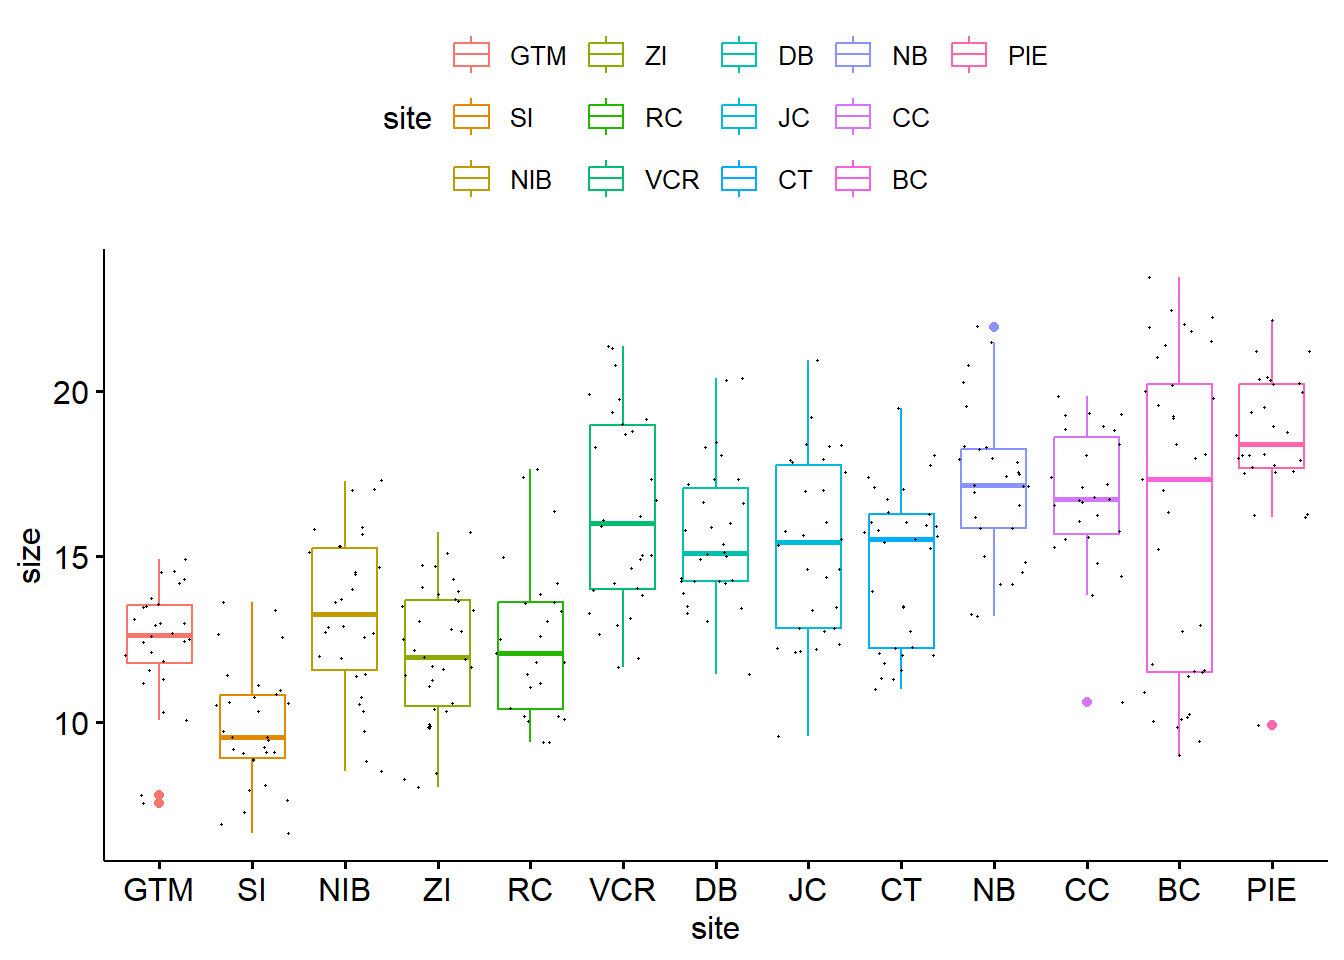 GTM ZI DB NB PIE
site SI RC JC CC
NIB VCR CT BC
size
20
15
10
GTM SI NIB ZI RC VCR DB JC CT NB CC BC PIE
site